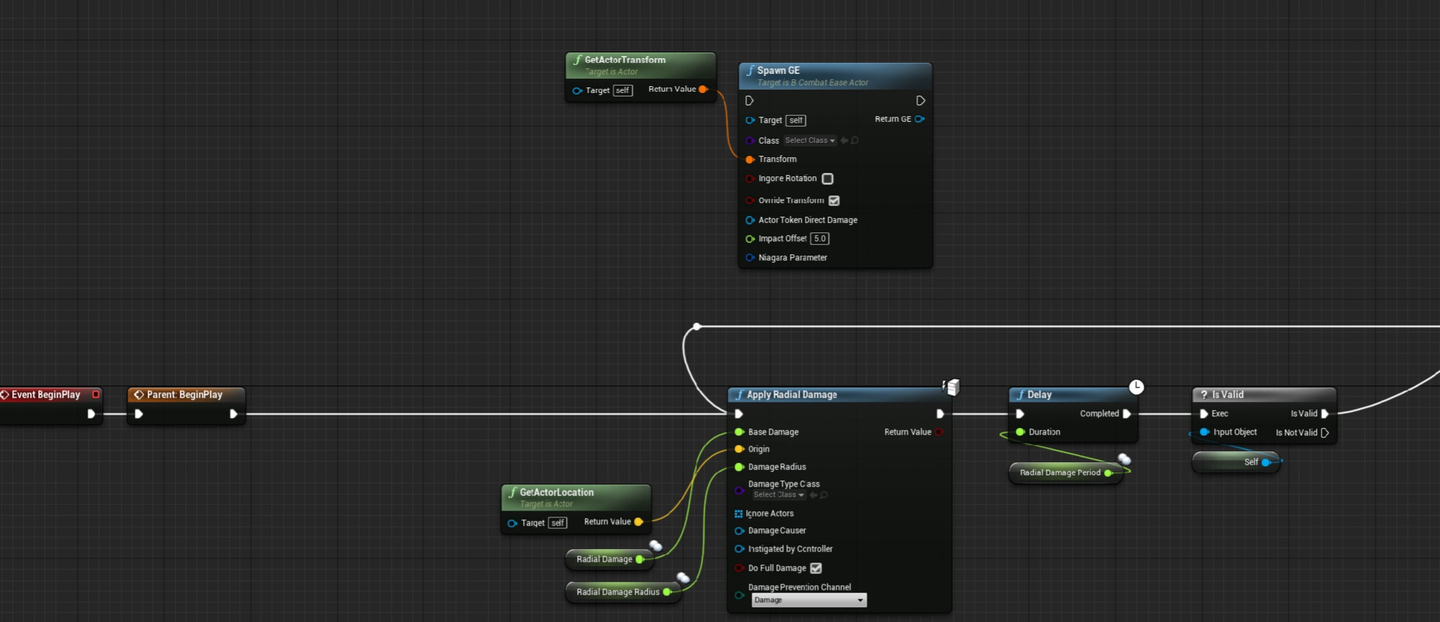 GetActorTransform
Target is Actor
Target self Return Value
Spawn GE
Target is B Combat Ease Actor
Target self Return GE
Class Select Class
Transform
Ingore Rotation
Ovride Transform
Actor Token Direct Damage
Impact Offset 5.0
Niagara Parameter
Event BeginPlay
Parent: BeginPlay
Apply Radial Damage
Base Damage Return Value
Origin
Damage Radius
Damage Type Class
Select Class
Ignore Actors
Damage Causer
Instigated by Controller
Do Full Damage
Damage Prevention Channel
Damage
Delay
Completed
Duration
Radial Damage Period
? Is Valid
Exec Is Valid
Input Object Is Not Valid
Self
GetActorLocation
Target is Actor
Target self Return Value
Radial Damage
Radial Damage Radius